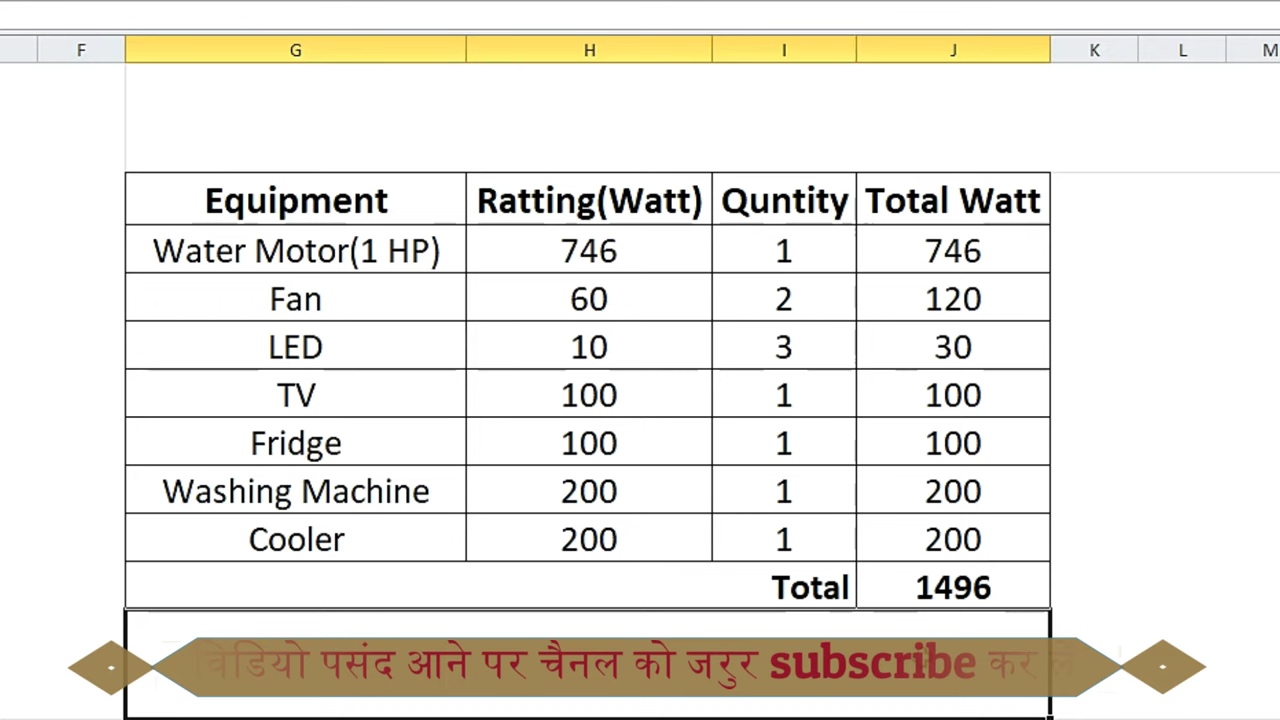 F G H I J K L M
Equipment Ratting(Watt) Quntity Total Watt
Water Motor(1 HP) 746 1 746
Fan 60 2 120
LED 10 3 30
TV 100 1 100
Fridge 100 1 100
Washing Machine 200 1 200
Cooler 200 1 200
Total 1496
विडियो पसंद आने पर चैनल को जरुर subscribe कर लें